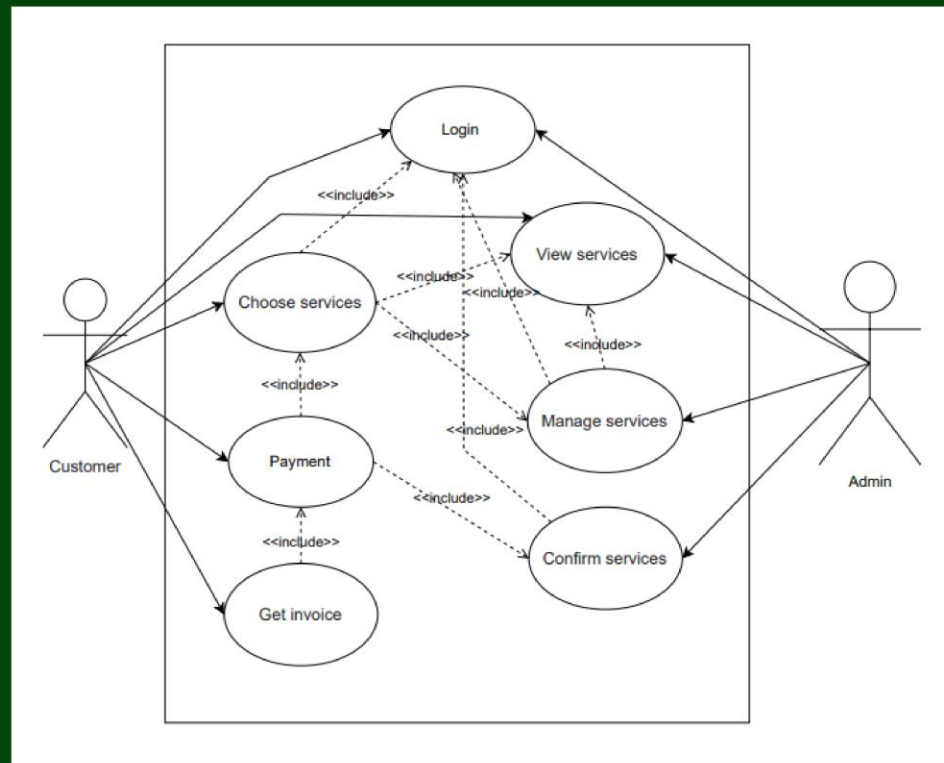 Login
<<include>>
View services
<<include>>
<<include>>
Choose services
<<include>>
<<include>>
<<include>>
Manage services
<<include>>
Payment
Customer
Admin
<<include>>
<<include>>
Confirm services
Get invoice